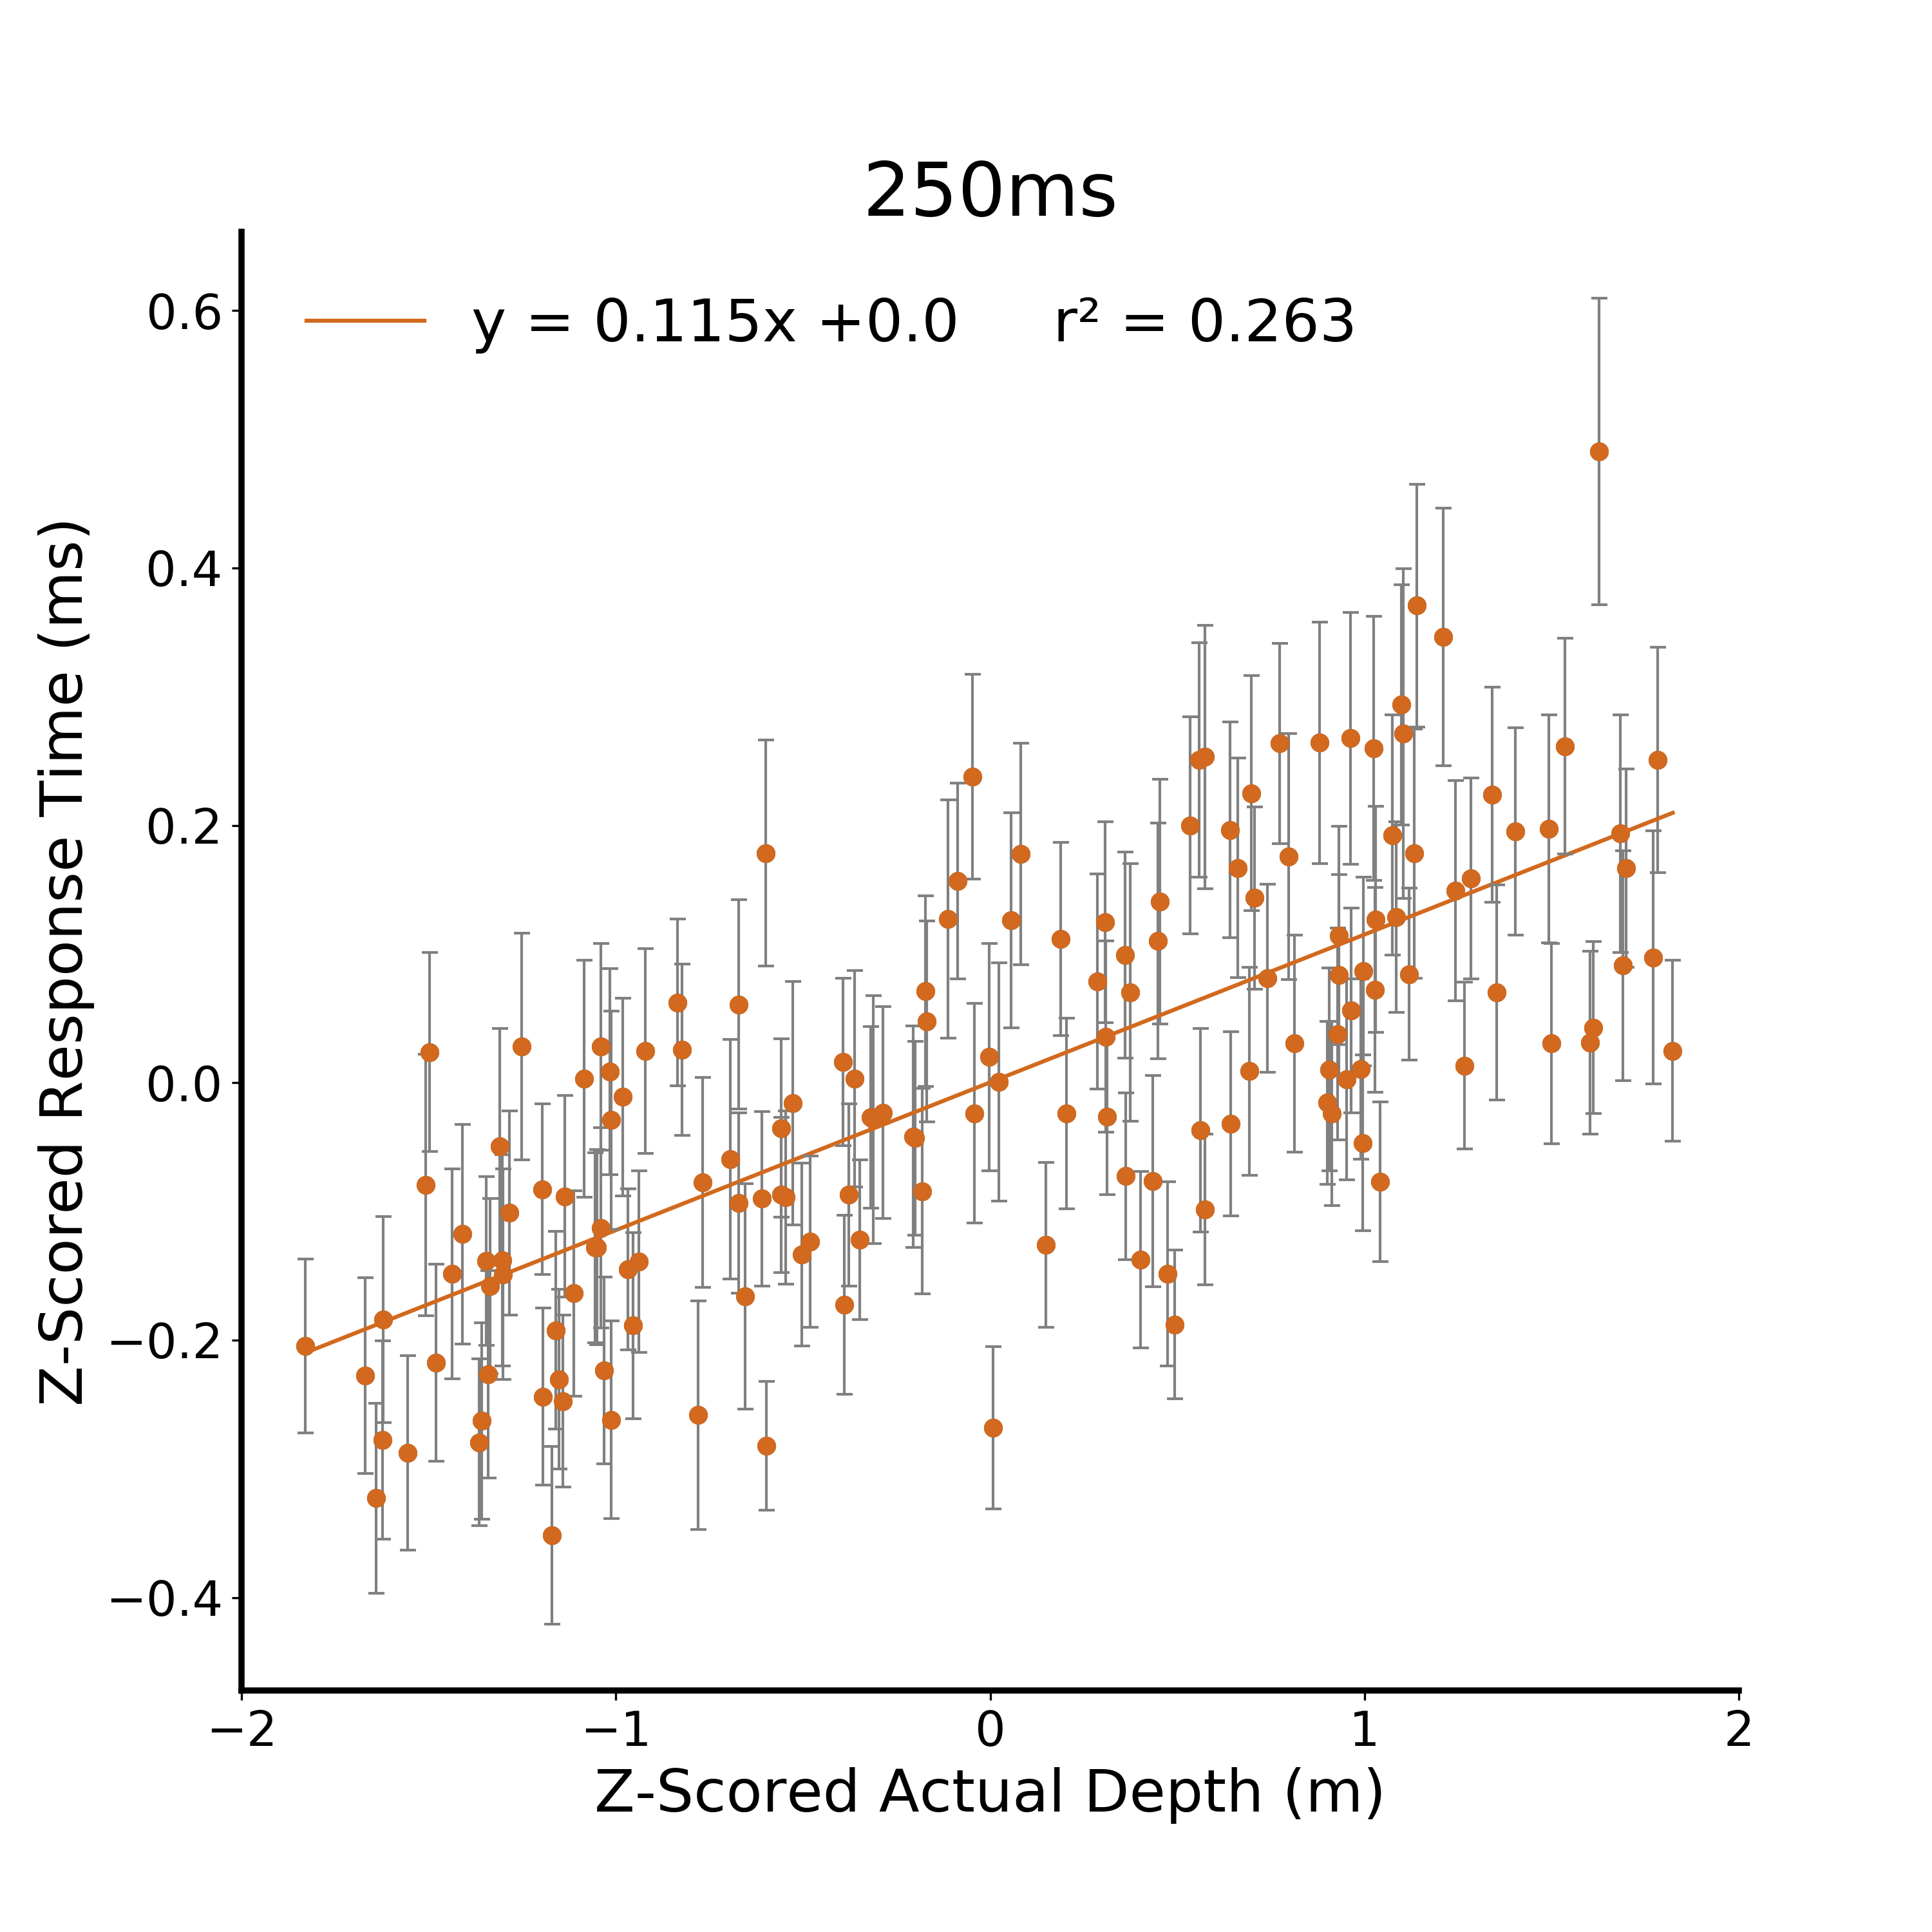 250ms
y = 0.115x +0.0 r² = 0.263
Z-Scored Response Time (ms)
0.6
0.4
0.2
0.0
−0.2
−0.4
−2 −1 0 1 2
Z-Scored Actual Depth (m)